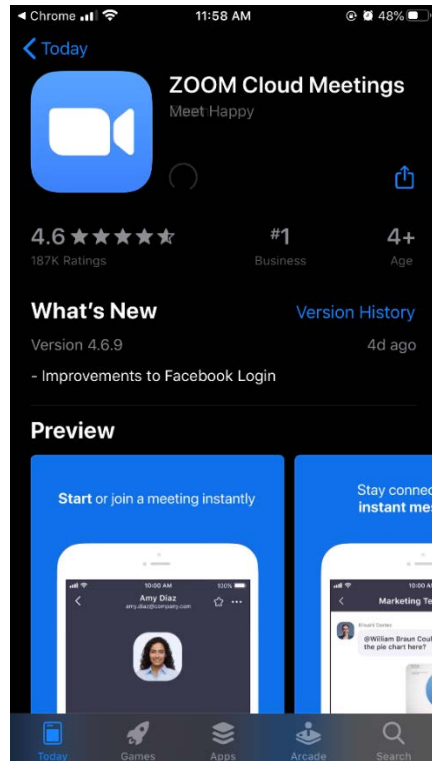 Chrome 11:58 AM 48%
Today
ZOOM Cloud Meetings
Meet Happy
4.6 #1 4+
187K Ratings Business Age
What's New Version History
Version 4.6.9 4d ago
- Improvements to Facebook Login
Preview
Start or join a meeting instantly
10:00 AM 100%
Amy Diaz
amy.diaz@company.com
Stay connec
instant mes
10:00 A
Marketing Te
@William Braun Coul
the pie chart here?
Today Games Apps Arcade Search